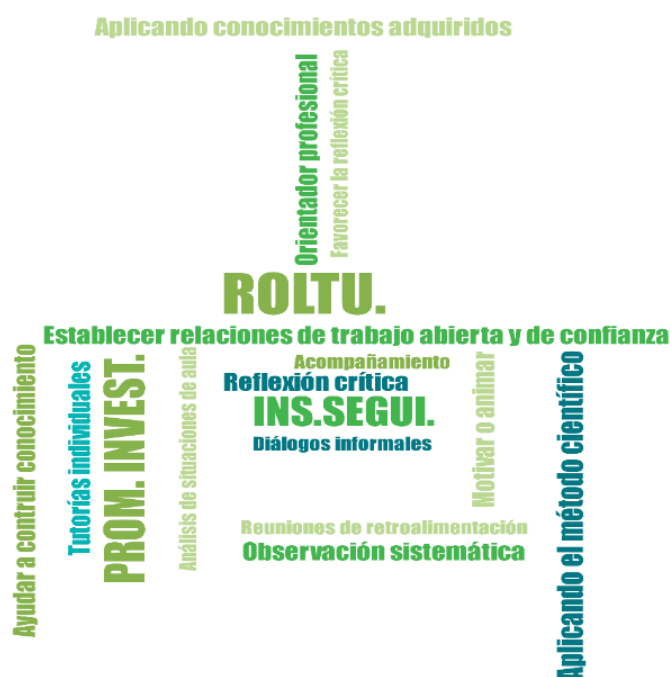 Aplicando conocimientos adquiridos
Orientador profesional
Favorecer la reflexión crítica
ROLTU.
Establecer relaciones de trabajo abierta y de confianza
Ayudar a contruir conocimiento
Tutorías individuales
PROM. INVEST.
Análisis de situaciones de aula
Acompañamiento
Reflexión crítica
INS.SEGUI.
Diálogos informales
Motivar o animar
Aplicando el método científico
Reuniones de retroalimentación
Observación sistemática